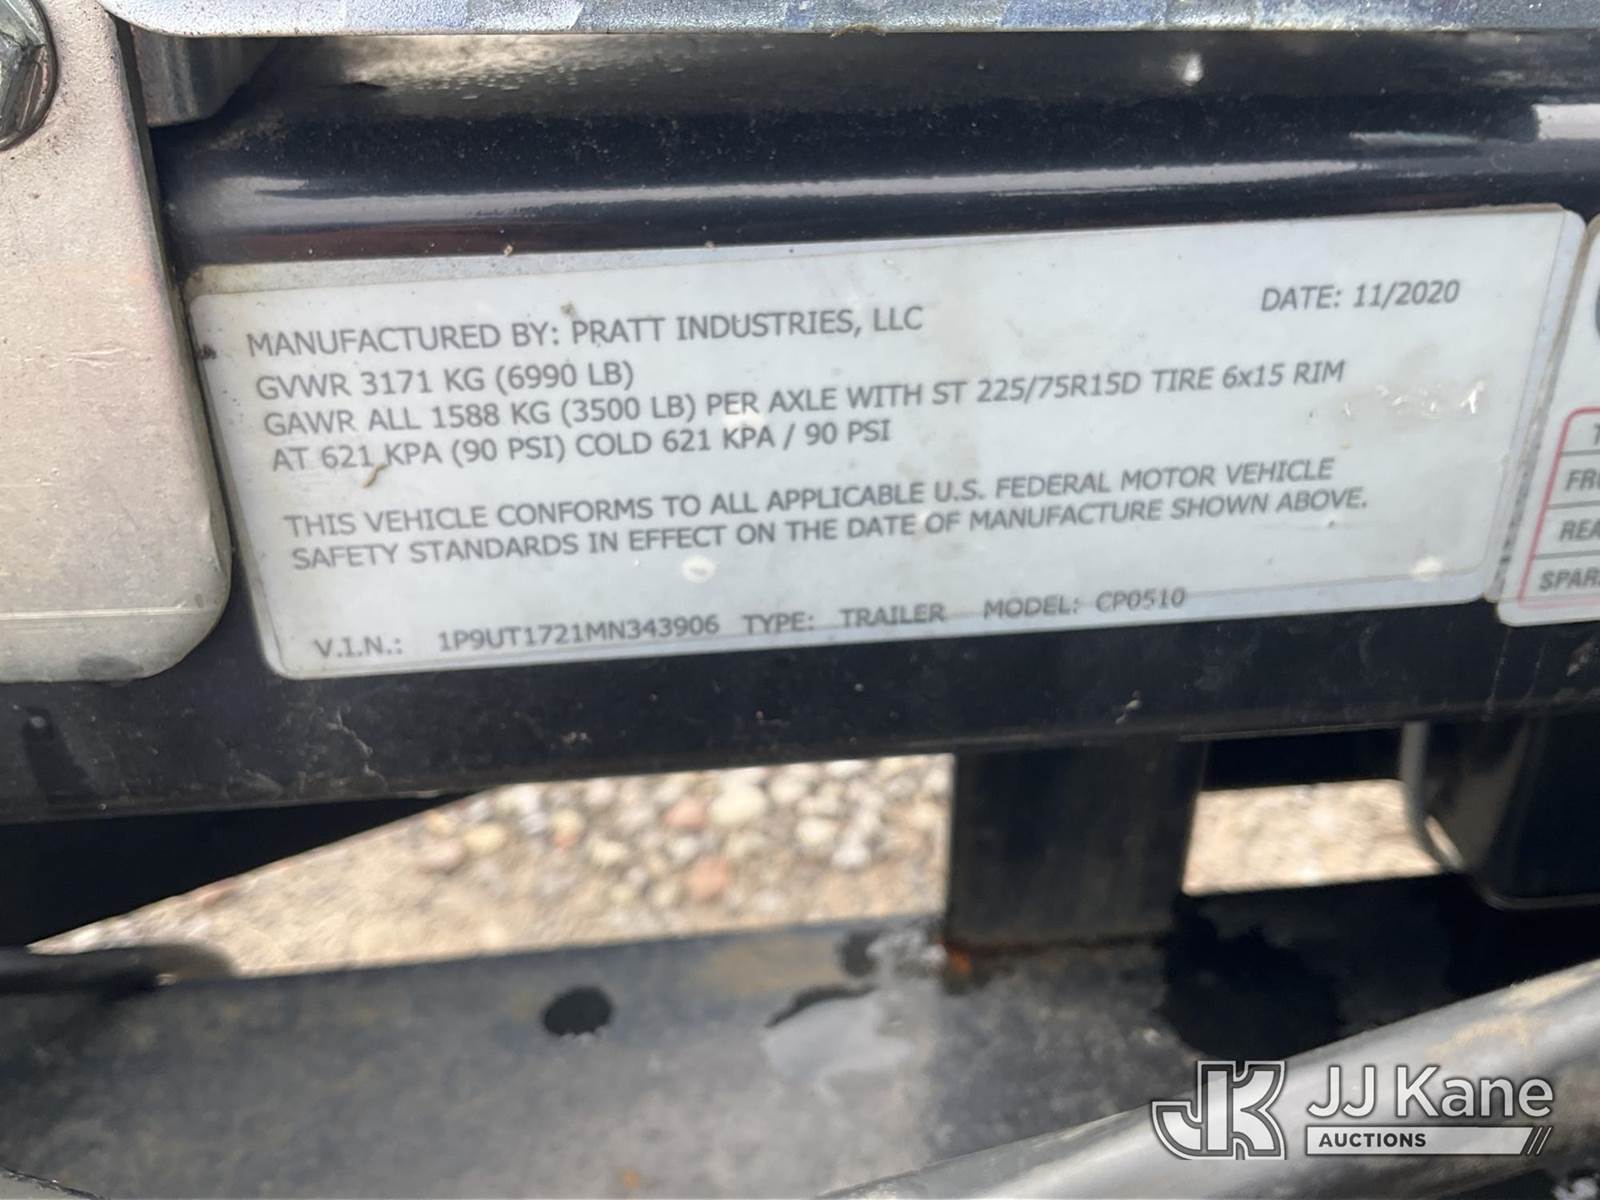 MANUFACTURED BY: PRATT INDUSTRIES, LLC DATE: 11/2020
GVWR 3171 KG (6990 LB)
GAWR ALL 1588 KG (3500 LB) PER AXLE WITH ST 225/75R15D TIRE 6x15 RIM
AT 621 KPA (90 PSI) COLD 621 KPA / 90 PSI
THIS VEHICLE CONFORMS TO ALL APPLICABLE U.S. FEDERAL MOTOR VEHICLE
SAFETY STANDARDS IN EFFECT ON THE DATE OF MANUFACTURE SHOWN ABOVE.
V.I.N.: 1P9UT1721MN343906 TYPE: TRAILER MODEL: CP0510
JK JJ Kane
AUCTIONS